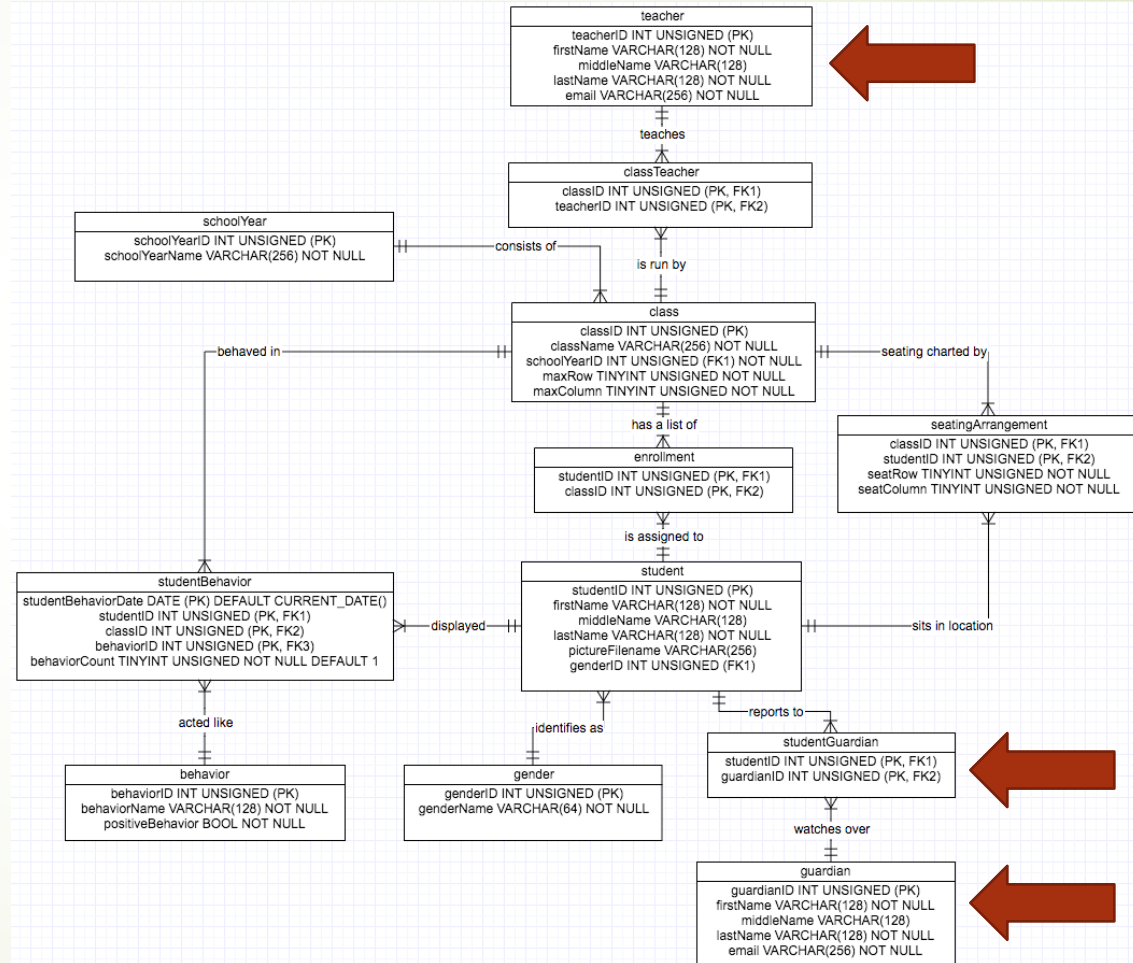 teacher
teacherID INT UNSIGNED (PK)
firstName VARCHAR(128) NOT NULL
middleName VARCHAR(128)
lastName VARCHAR(128) NOT NULL
email VARCHAR(256) NOT NULL
teaches
classTeacher
classID INT UNSIGNED (PK, FK1)
teacherID INT UNSIGNED (PK, FK2)
schoolYear
schoolYearID INT UNSIGNED (PK)
schoolYearName VARCHAR(256) NOT NULL
consists of
is run by
class
classID INT UNSIGNED (PK)
className VARCHAR(256) NOT NULL
schoolYearID INT UNSIGNED (FK1) NOT NULL
maxRow TINYINT UNSIGNED NOT NULL
maxColumn TINYINT UNSIGNED NOT NULL
behaved in
seating charted by
has a list of
seatingArrangement
classID INT UNSIGNED (PK, FK1)
studentID INT UNSIGNED (PK, FK2)
seatRow TINYINT UNSIGNED NOT NULL
seatColumn TINYINT UNSIGNED NOT NULL
enrollment
studentID INT UNSIGNED (PK, FK1)
classID INT UNSIGNED (PK, FK2)
is assigned to
student
studentID INT UNSIGNED (PK)
firstName VARCHAR(128) NOT NULL
middleName VARCHAR(128)
lastName VARCHAR(128) NOT NULL
pictureFilename VARCHAR(256)
genderID INT UNSIGNED (FK1)
studentBehavior
studentBehaviorDate DATE (PK) DEFAULT CURRENT_DATE()
studentID INT UNSIGNED (PK, FK1)
classID INT UNSIGNED (PK, FK2)
behaviorID INT UNSIGNED (PK, FK3)
behaviorCount TINYINT UNSIGNED NOT NULL DEFAULT 1
displayed
sits in location
acted like
identifies as
reports to
studentGuardian
studentID INT UNSIGNED (PK, FK1)
guardianID INT UNSIGNED (PK, FK2)
behavior
behaviorID INT UNSIGNED (PK)
behaviorName VARCHAR(128) NOT NULL
positiveBehavior BOOL NOT NULL
gender
genderID INT UNSIGNED (PK)
genderName VARCHAR(64) NOT NULL
watches over
guardian
guardianID INT UNSIGNED (PK)
firstName VARCHAR(128) NOT NULL
middleName VARCHAR(128)
lastName VARCHAR(128) NOT NULL
email VARCHAR(256) NOT NULL